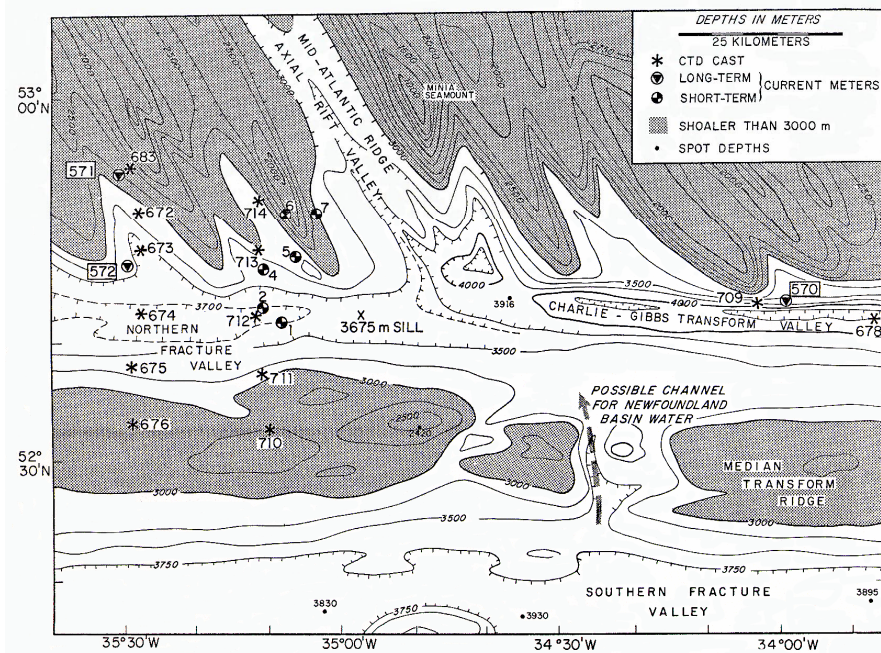 DEPTHS IN METERS
25 KILOMETERS
CTD CAST
LONG-TERM
SHORT-TERM
CURRENT METERS
SHOALER THAN 3000 m
SPOT DEPTHS
53°
00'N
MID-ATLANTIC RIDGE
AXIAL RIFT VALLEY
MINIA
SEAMOUNT
571
683
672
714
6
7
673
572
713
5
4
4000
3500
3000
3700
2
674
712
1
3916
3675 m SILL
NORTHERN
FRACTURE
VALLEY
CHARLIE-GIBBS TRANSFORM VALLEY
4000
709
570
678
3500
675
711
3000
676
710
2500
2420
POSSIBLE CHANNEL
FOR NEWFOUNDLAND
BASIN WATER
52°
30'N
3000
3000
MEDIAN
TRANSFORM
RIDGE
3000
3500
3750
3750
SOUTHERN FRACTURE
VALLEY
3830
3750
3930
3895
35°30'W
35°00'W
34°30'W
34°00'W